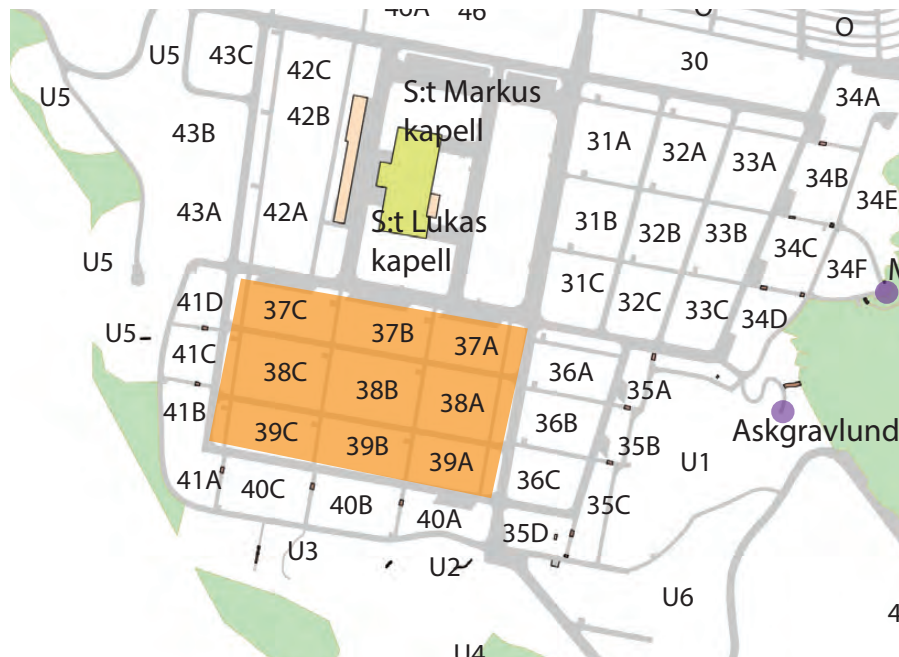 46
O
43C
U5
42C
30
S:t Markus
kapell
34A
U5
43B
42B
31A
32A
33A
34B
34E
43A
42A
S:t Lukas
kapell
31B
32B
33B
34C
34F
U5
31C
32C
33C
34D
41D
37C
37B
37A
U5
41C
38C
38B
38A
36A
35A
41B
39C
39B
39A
36B
35B
Askgravlund
U1
41A
40C
40B
40A
36C
35C
35D
U3
U2
U6
U4